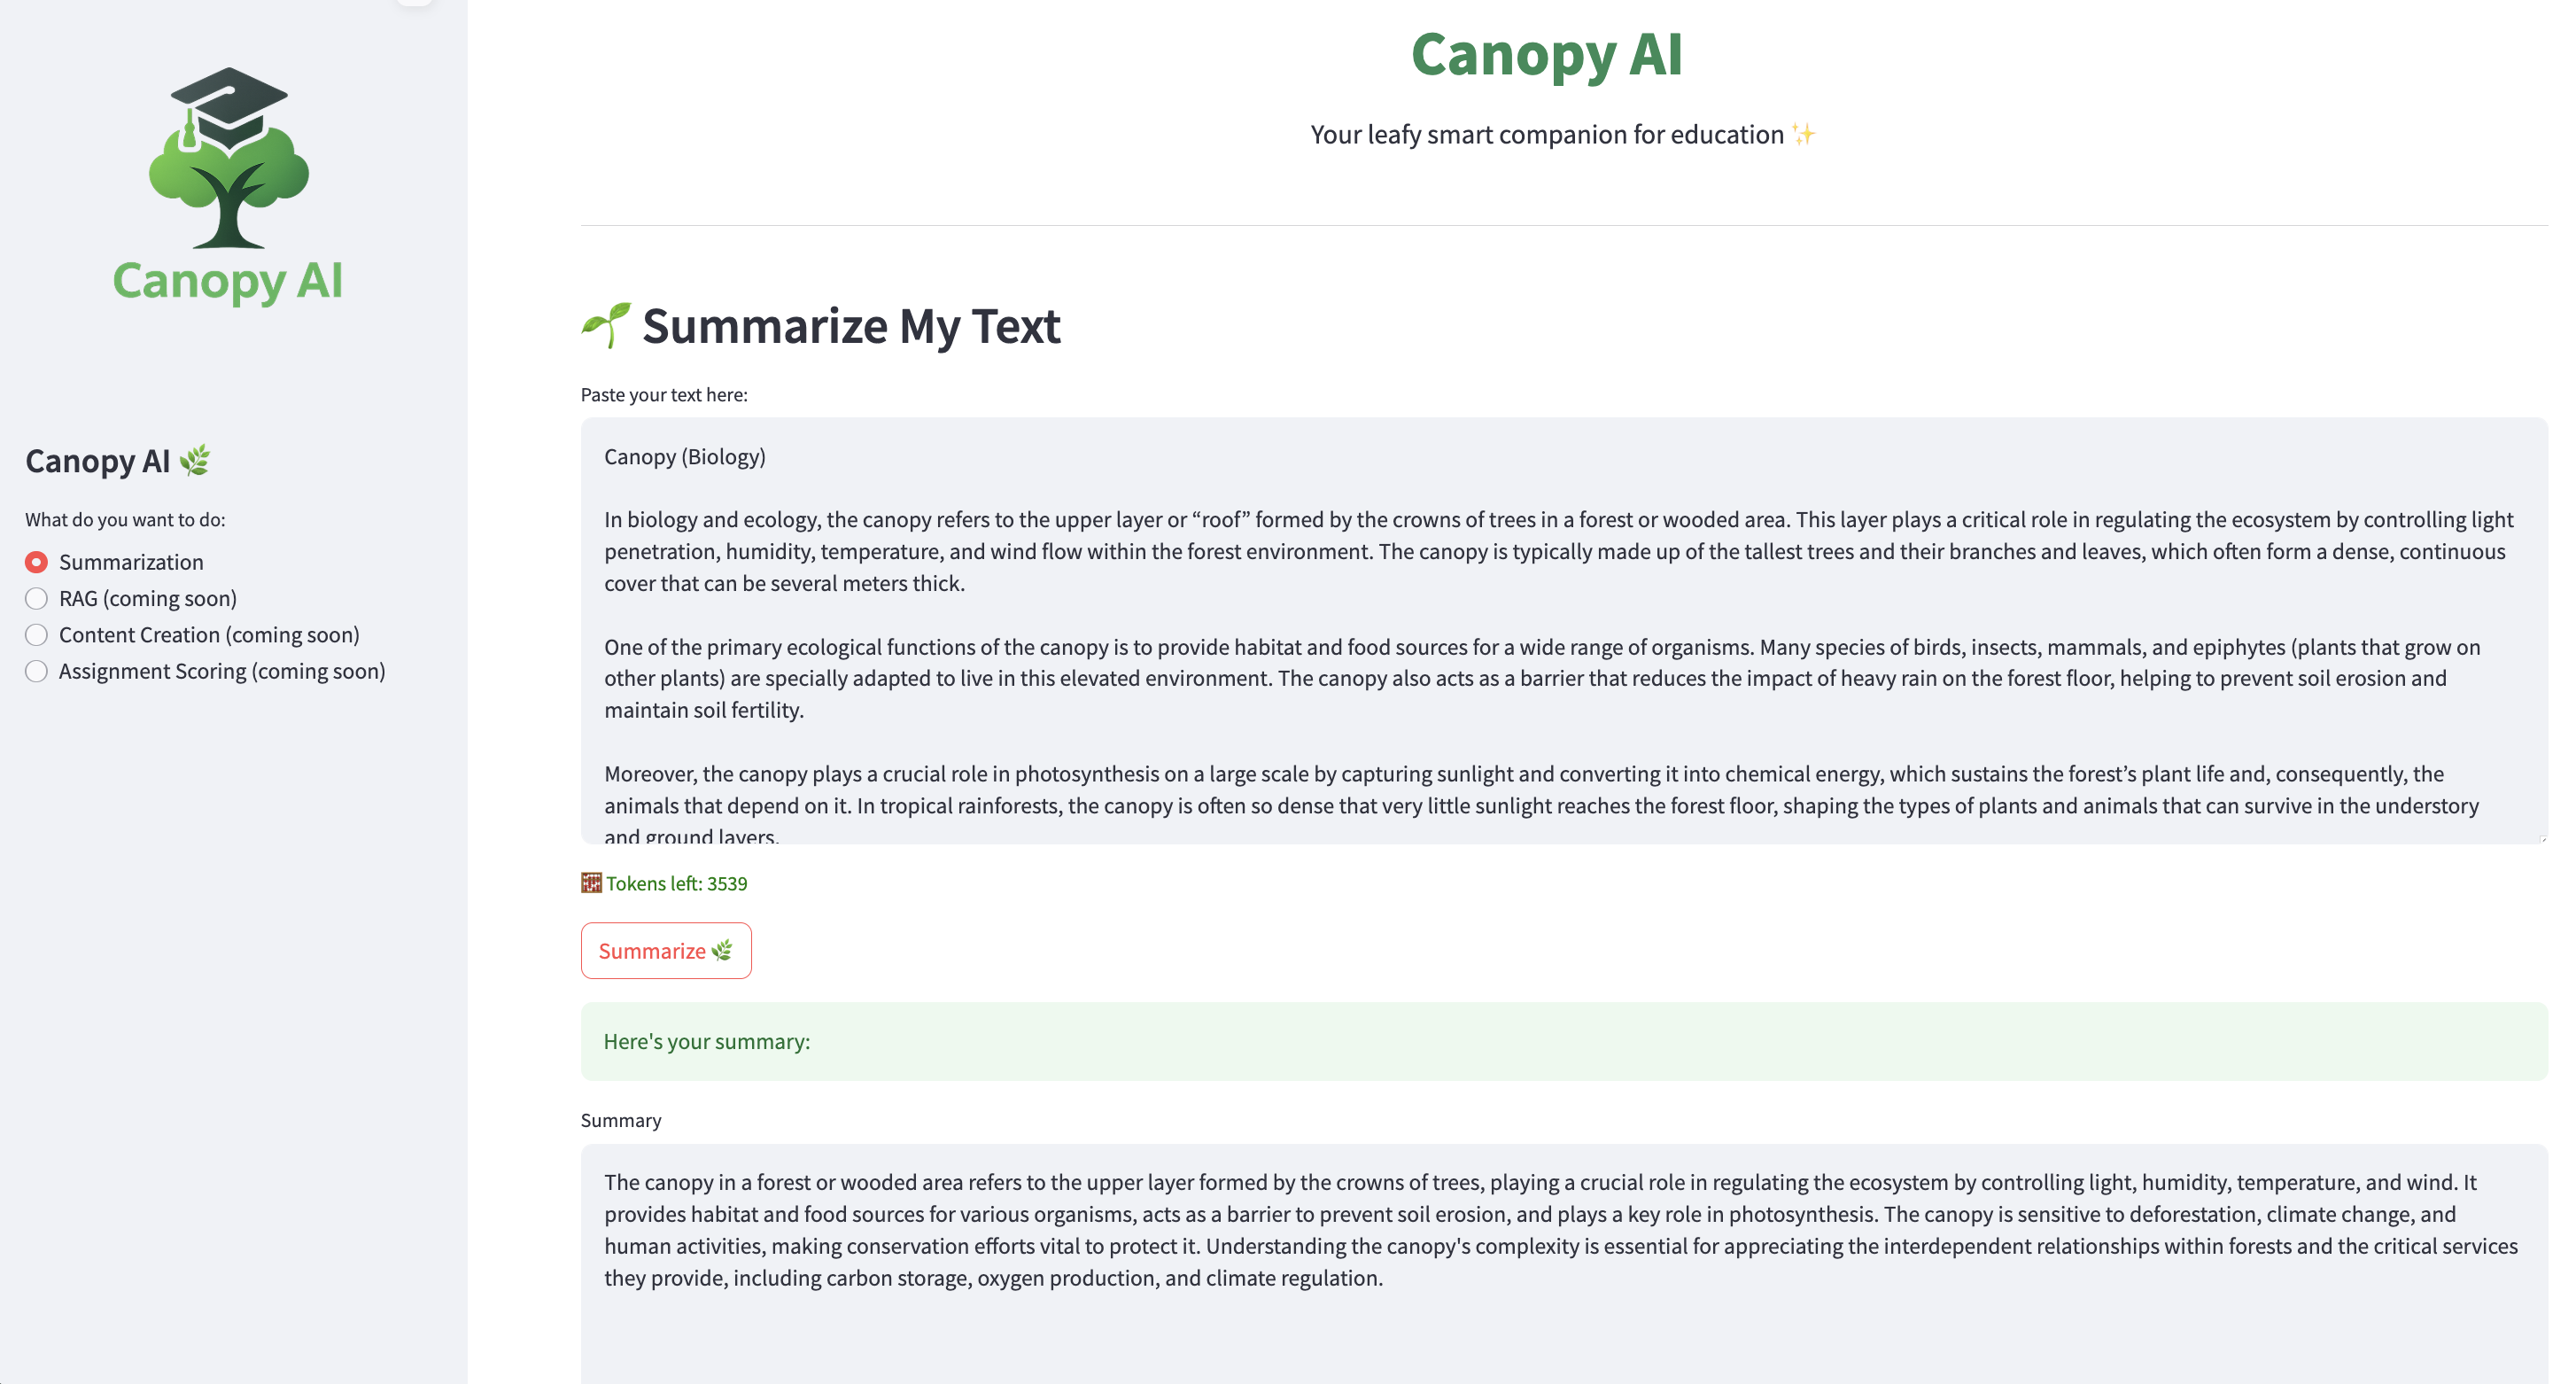 Canopy AI
Canopy AI 🌿
What do you want to do:
Summarization
RAG (coming soon)
Content Creation (coming soon)
Assignment Scoring (coming soon)
Canopy AI
Your leafy smart companion for education ✨
🌱 Summarize My Text
Paste your text here:
Canopy (Biology)
In biology and ecology, the canopy refers to the upper layer or “roof” formed by the crowns of trees in a forest or wooded area. This layer plays a critical role in regulating the ecosystem by controlling light
penetration, humidity, temperature, and wind flow within the forest environment. The canopy is typically made up of the tallest trees and their branches and leaves, which often form a dense, continuous
cover that can be several meters thick.
One of the primary ecological functions of the canopy is to provide habitat and food sources for a wide range of organisms. Many species of birds, insects, mammals, and epiphytes (plants that grow on
other plants) are specially adapted to live in this elevated environment. The canopy also acts as a barrier that reduces the impact of heavy rain on the forest floor, helping to prevent soil erosion and
maintain soil fertility.
Moreover, the canopy plays a crucial role in photosynthesis on a large scale by capturing sunlight and converting it into chemical energy, which sustains the forest’s plant life and, consequently, the
animals that depend on it. In tropical rainforests, the canopy is often so dense that very little sunlight reaches the forest floor, shaping the types of plants and animals that can survive in the understory
and ground layers.
🧮 Tokens left: 3539
Summarize 🌿
Here's your summary:
Summary
The canopy in a forest or wooded area refers to the upper layer formed by the crowns of trees, playing a crucial role in regulating the ecosystem by controlling light, humidity, temperature, and wind. It
provides habitat and food sources for various organisms, acts as a barrier to prevent soil erosion, and plays a key role in photosynthesis. The canopy is sensitive to deforestation, climate change, and
human activities, making conservation efforts vital to protect it. Understanding the canopy's complexity is essential for appreciating the interdependent relationships within forests and the critical services
they provide, including carbon storage, oxygen production, and climate regulation.